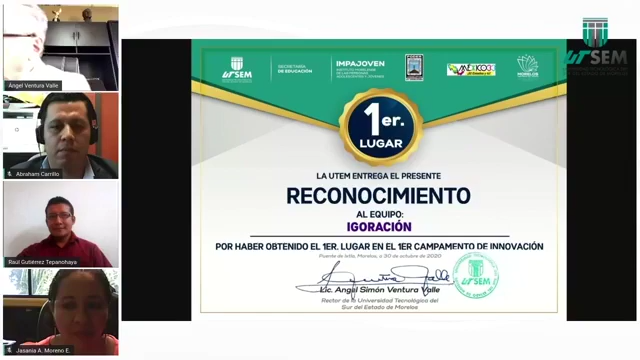 Ángel Ventura Valle
Abraham Carrillo
Raúl Gutiérrez Tepanohaya
Jasania A. Moreno E.
UTSEM
UTSEM
SECRETARÍA
DE EDUCACIÓN
IMPAJOVEN
MORELOS
1er.
LUGAR
LA UTEM ENTREGA EL PRESENTE
RECONOCIMIENTO
AL EQUIPO:
IGORACIÓN
POR HABER OBTENIDO EL 1ER. LUGAR EN EL 1ER CAMPAMENTO DE INNOVACIÓN
Puente de Ixtla, Morelos, a 30 de octubre de 2020
Lic. Angel Simón Ventura Valle
Rector de la Universidad Tecnológica del
Sur del Estado de Morelos
UTSEM